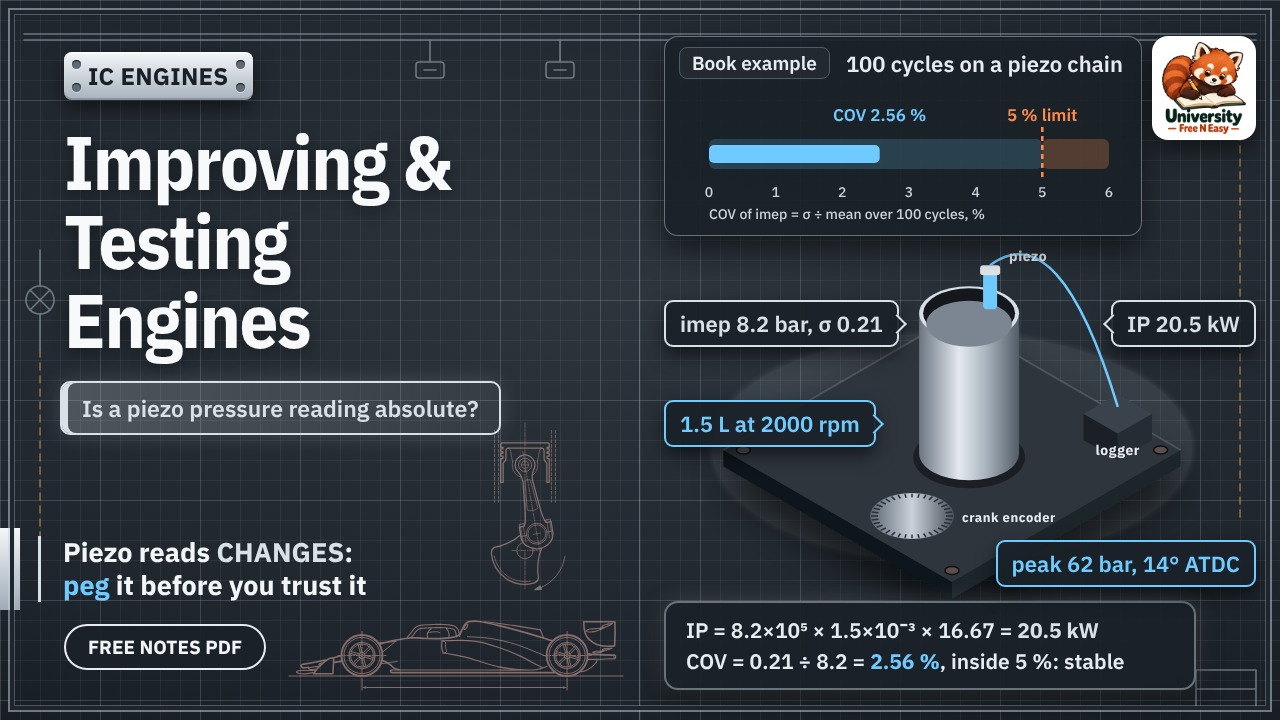 IC ENGINES
Improving &
Testing
Engines
Is a piezo pressure reading absolute?
Piezo reads CHANGES:
peg it before you trust it
FREE NOTES PDF
Book example
100 cycles on a piezo chain
COV 2.56 %
5 % limit
0 1 2 3 4 5 6
COV of imep = σ ÷ mean over 100 cycles, %
University
Free N Easy
piezo
imep 8.2 bar, σ 0.21
IP 20.5 kW
1.5 L at 2000 rpm
logger
crank encoder
peak 62 bar, 14° ATDC
IP = 8.2×10⁵ × 1.5×10⁻³ × 16.67 = 20.5 kW
COV = 0.21 ÷ 8.2 = 2.56 %, inside 5 %: stable